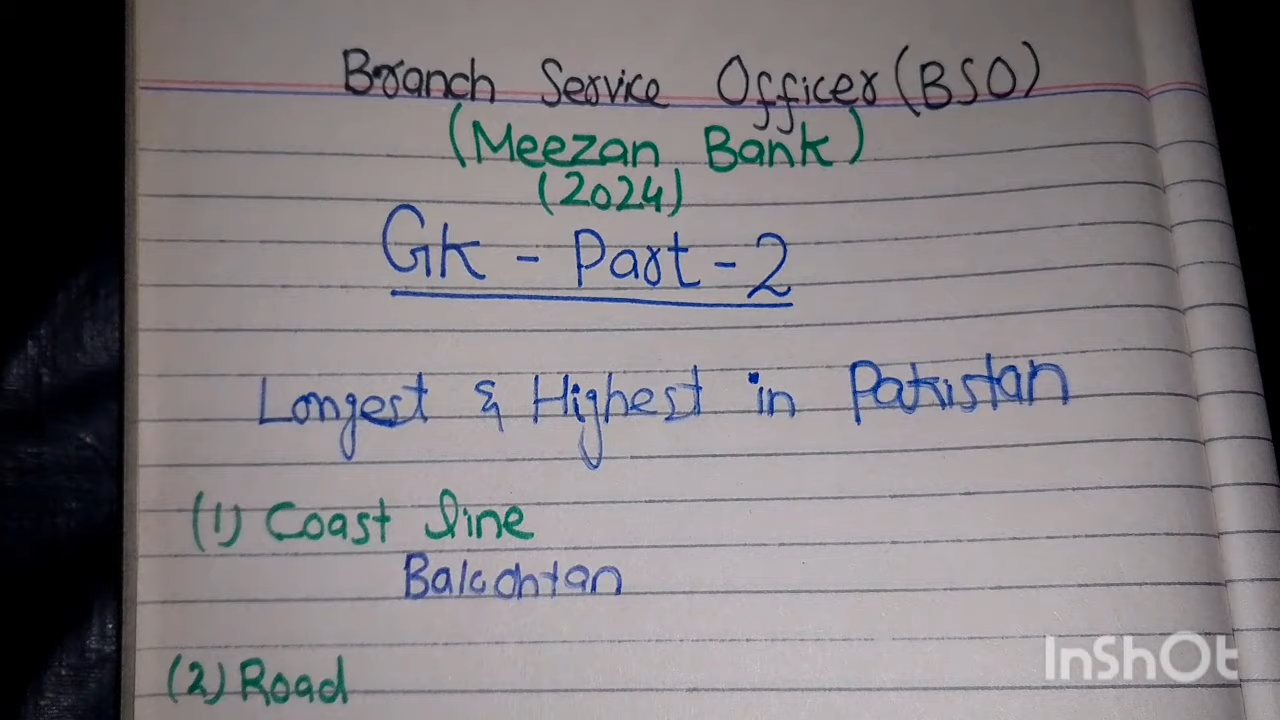 Branch Service Officer (BSO)
(Meezan Bank)
(2024)
GK - Part - 2
Longest & Highest in Pakistan
(1) Coast line
Balcohtan
(2) Road
InShOt